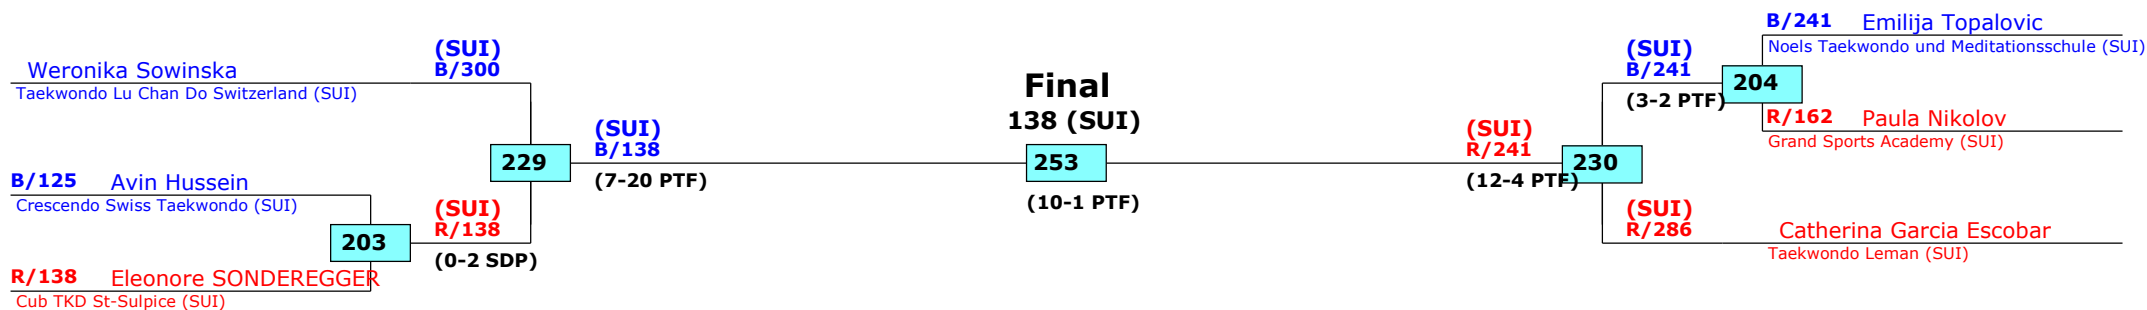 (SUI)
B/300
Weronika Sowinska
Taekwondo Lu Chan Do Switzerland (SUI)
229
B/125 Avin Hussein
Crescendo Swiss Taekwondo (SUI)
203
(SUI)
R/138
(0-2 SDP)
R/138 Eleonore SONDEREGGER
Cub TKD St-Sulpice (SUI)
(SUI)
B/138
(7-20 PTF)
Final
138 (SUI)
253
(10-1 PTF)
(SUI)
R/241
(12-4 PTF)
230
(SUI)
B/241
(3-2 PTF)
204
B/241 Emilija Topalovic
Noels Taekwondo und Meditationsschule (SUI)
R/162 Paula Nikolov
Grand Sports Academy (SUI)
(SUI)
R/286
Catherina Garcia Escobar
Taekwondo Leman (SUI)